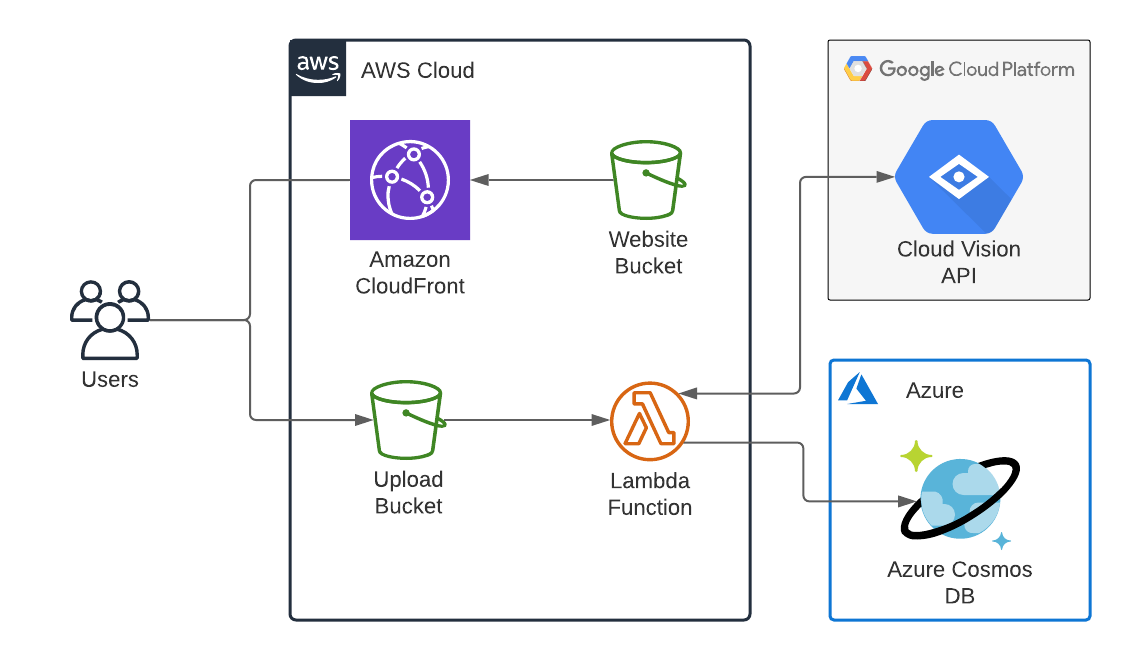 aws
AWS Cloud
Google Cloud Platform
Amazon
CloudFront
Website
Bucket
Cloud Vision
API
Users
Upload
Bucket
Lambda
Function
Azure
Azure Cosmos
DB